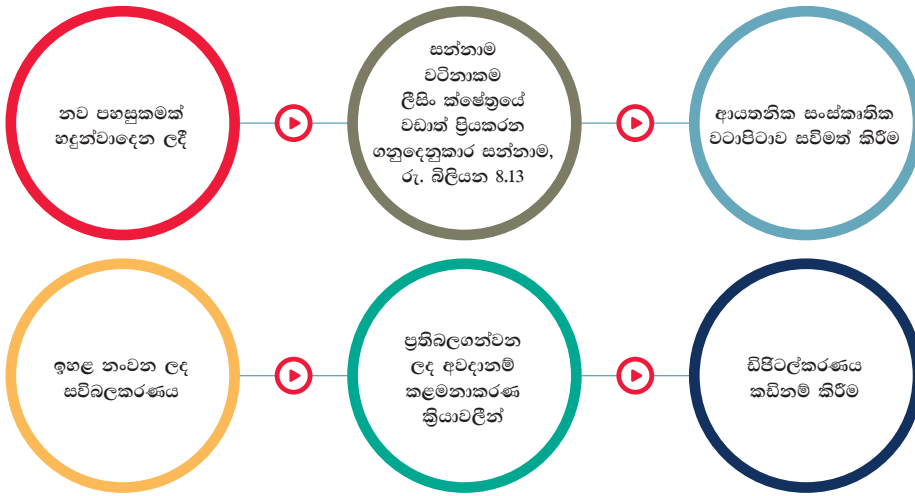 නව පහසුකමක්
හඳුන්වාදෙන ලදී
සන්නාම
වටිනාකම
ලීසිං ක්ෂේත්‍රයේ
වඩාත් ප්‍රියකරන
ගනුදෙනුකාර සන්නාම,
රු. බිලියන 8.13
ආයතනික සංස්කෘතික
වටාපිටාව සවිමත් කිරීම
ඉහළ නංවන ලද
සවිබලකරණය
ප්‍රතිබලගන්වන
ලද අවදානම්
කළමනාකරණ
ක්‍රියාවලීන්
ඩිජිටල්කරණය
කඩිනම් කිරීම